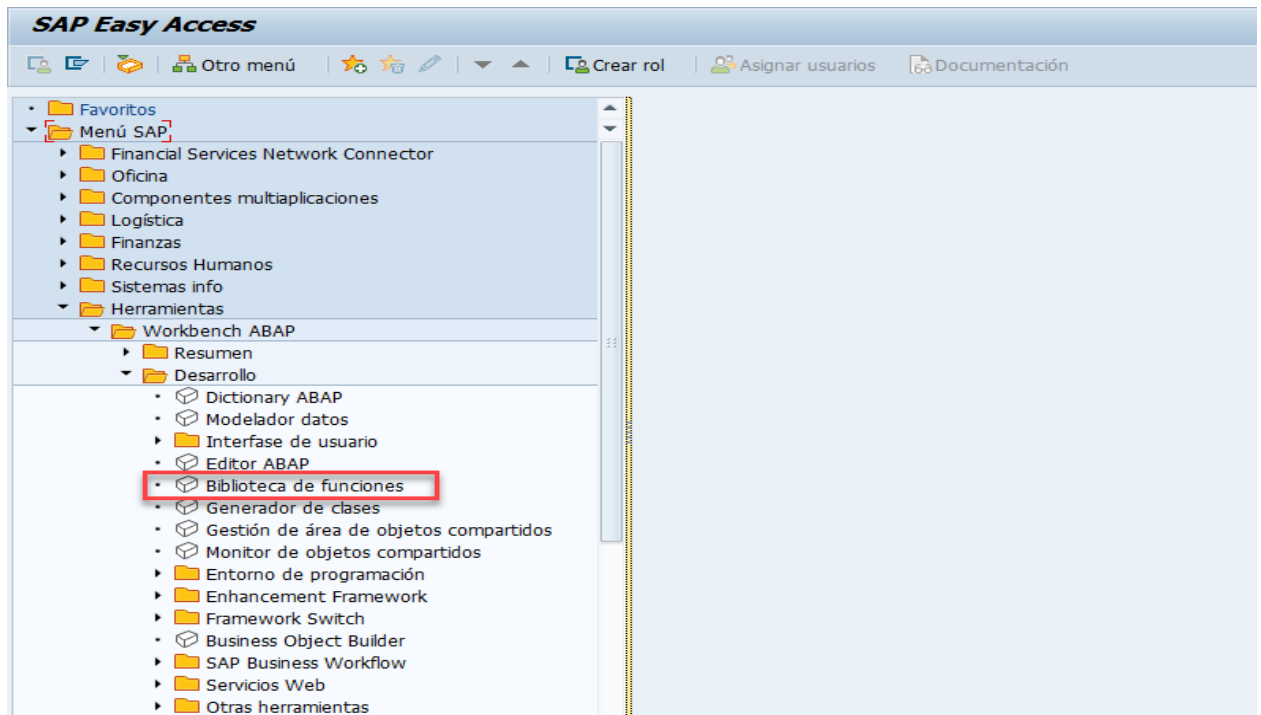 SAP Easy Access
Otro menú Crear rol Asignar usuarios Documentación
Favoritos
Menú SAP
Financial Services Network Connector
Oficina
Componentes multiaplicaciones
Logística
Finanzas
Recursos Humanos
Sistemas info
Herramientas
Workbench ABAP
Resumen
Desarrollo
Dictionary ABAP
Modelador datos
Interfase de usuario
Editor ABAP
Biblioteca de funciones
Generador de clases
Gestión de área de objetos compartidos
Monitor de objetos compartidos
Entorno de programación
Enhancement Framework
Framework Switch
Business Object Builder
SAP Business Workflow
Servicios Web
Otras herramientas